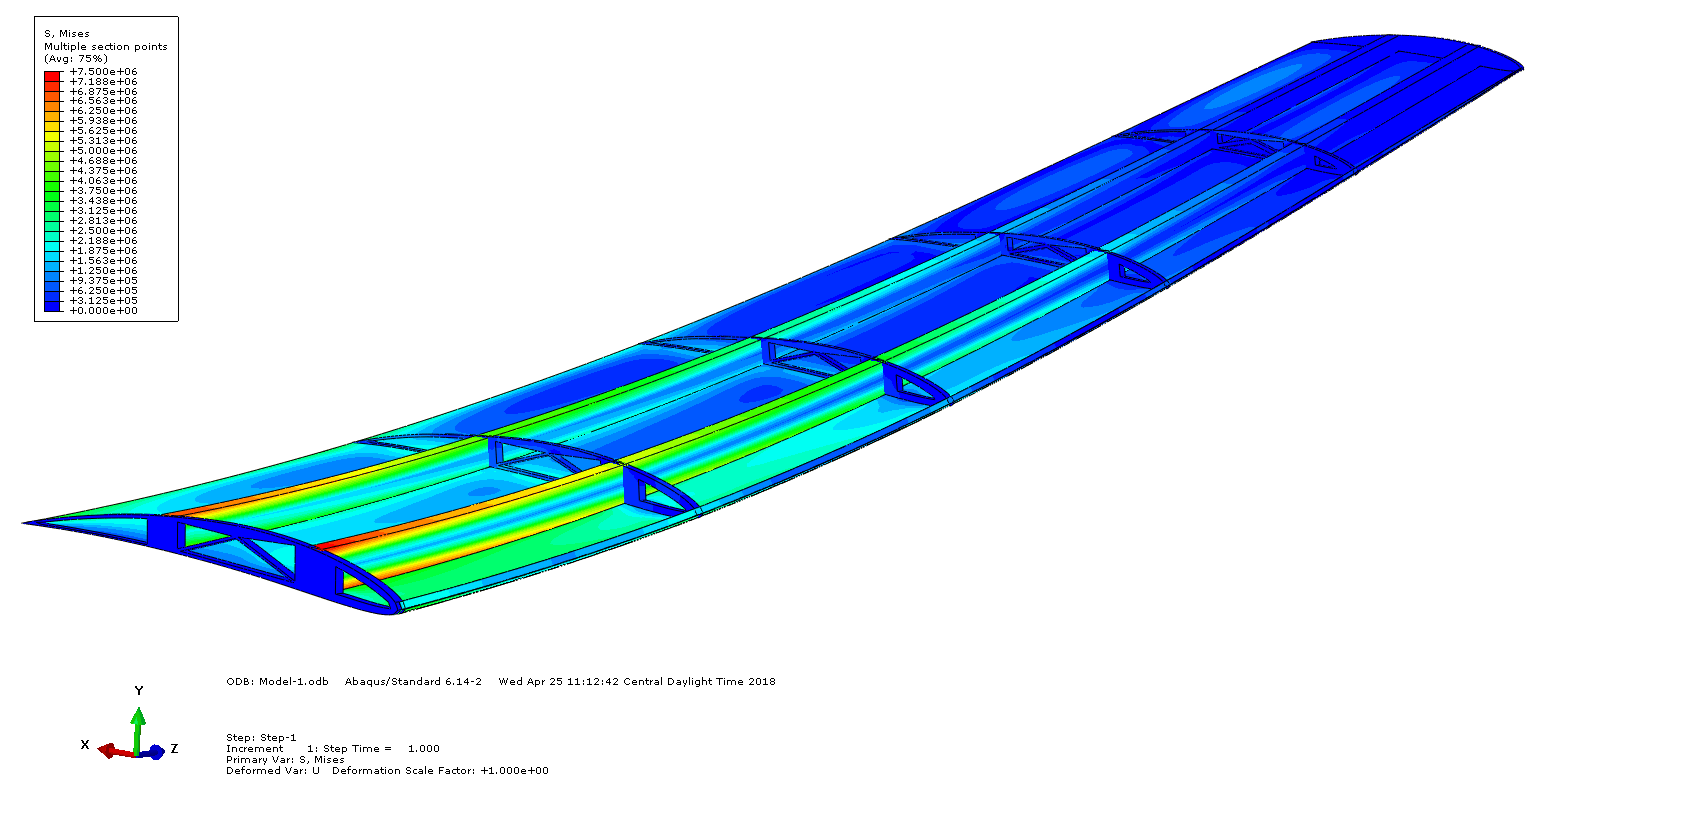 S, Mises
Multiple section points
(Avg: 75%)
+7.500e+06
+7.188e+06
+6.875e+06
+6.563e+06
+6.250e+06
+5.938e+06
+5.625e+06
+5.313e+06
+5.000e+06
+4.688e+06
+4.375e+06
+4.063e+06
+3.750e+06
+3.438e+06
+3.125e+06
+2.813e+06
+2.500e+06
+2.188e+06
+1.875e+06
+1.563e+06
+1.250e+06
+9.375e+05
+6.250e+05
+3.125e+05
+0.000e+00
ODB: Model-1.odb Abaqus/Standard 6.14-2 Wed Apr 25 11:12:42 Central Daylight Time 2018
Y
X
Z
Step: Step-1
Increment 1: Step Time = 1.000
Primary Var: S, Mises
Deformed Var: U Deformation Scale Factor: +1.000e+00